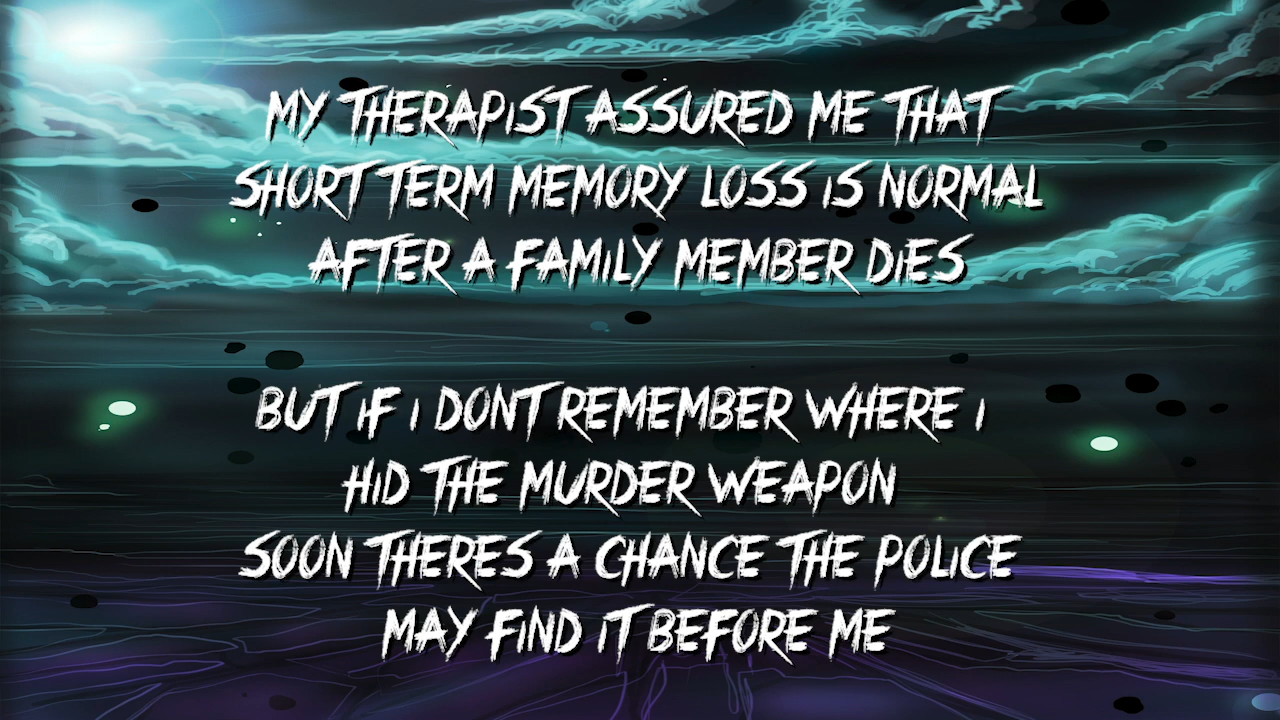 MY THERAPIST ASSURED ME THAT
SHORT TERM MEMORY LOSS IS NORMAL
AFTER A FAMILY MEMBER DIES
BUT IF I DONT REMEMBER WHERE I
HID THE MURDER WEAPON
SOON THERES A CHANCE THE POLICE
MAY FIND IT BEFORE ME